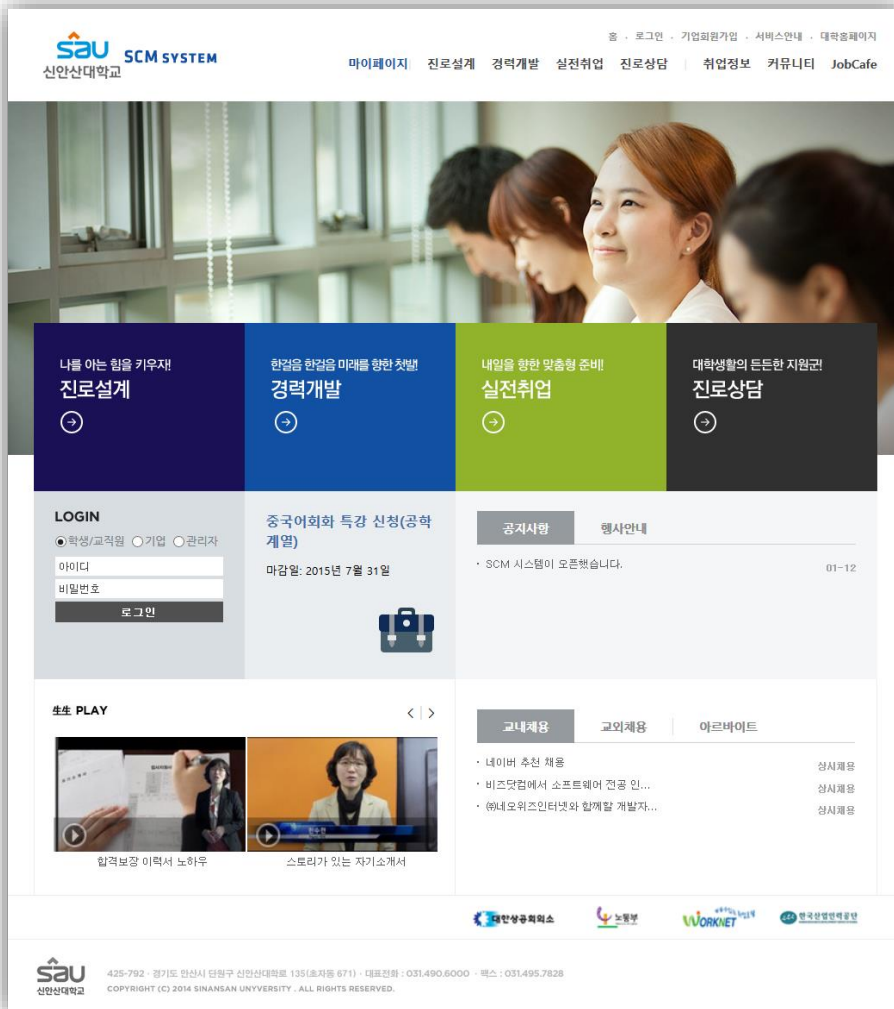 홈 · 로그인 · 기업회원가입 · 서비스안내 · 대학홈페이지
sau
신안산대학교
SCM SYSTEM
마이페이지 진로설계 경력개발 실전취업 진로상담 | 취업정보 커뮤니티 JobCafe
나를 아는 힘을 키우자!
진로설계
한걸음 한걸음 미래를 향한 첫발!
경력개발
내일을 향한 맞춤형 준비!
실전취업
대학생활의 든든한 지원군!
진로상담
LOGIN
학생/교직원 기업 관리자
아이디
비밀번호
로그인
중국어회화 특강 신청(공학
계열)
마감일: 2015년 7월 31일
공지사항 행사안내
· SCM 시스템이 오픈했습니다. 01-12
生生 PLAY
합격보장 이력서 노하우
스토리가 있는 자기소개서
교내채용 교외채용 아르바이트
· 네이버 추천 채용 상시채용
· 비즈닷컴에서 소프트웨어 전공 인... 상시채용
· ㈜네오위즈인터넷와 함께할 개발자... 상시채용
대한상공회의소 노동부 WORKNET 한국산업인력공단
sau
신안산대학교
425-792 · 경기도 안산시 단원구 신안산대학로 135(초지동 671) · 대표전화 : 031.490.6000 · 팩스 : 031.495.7828
COPYRIGHT (C) 2014 SINANSAN UNYVERSITY . ALL RIGHTS RESERVED.